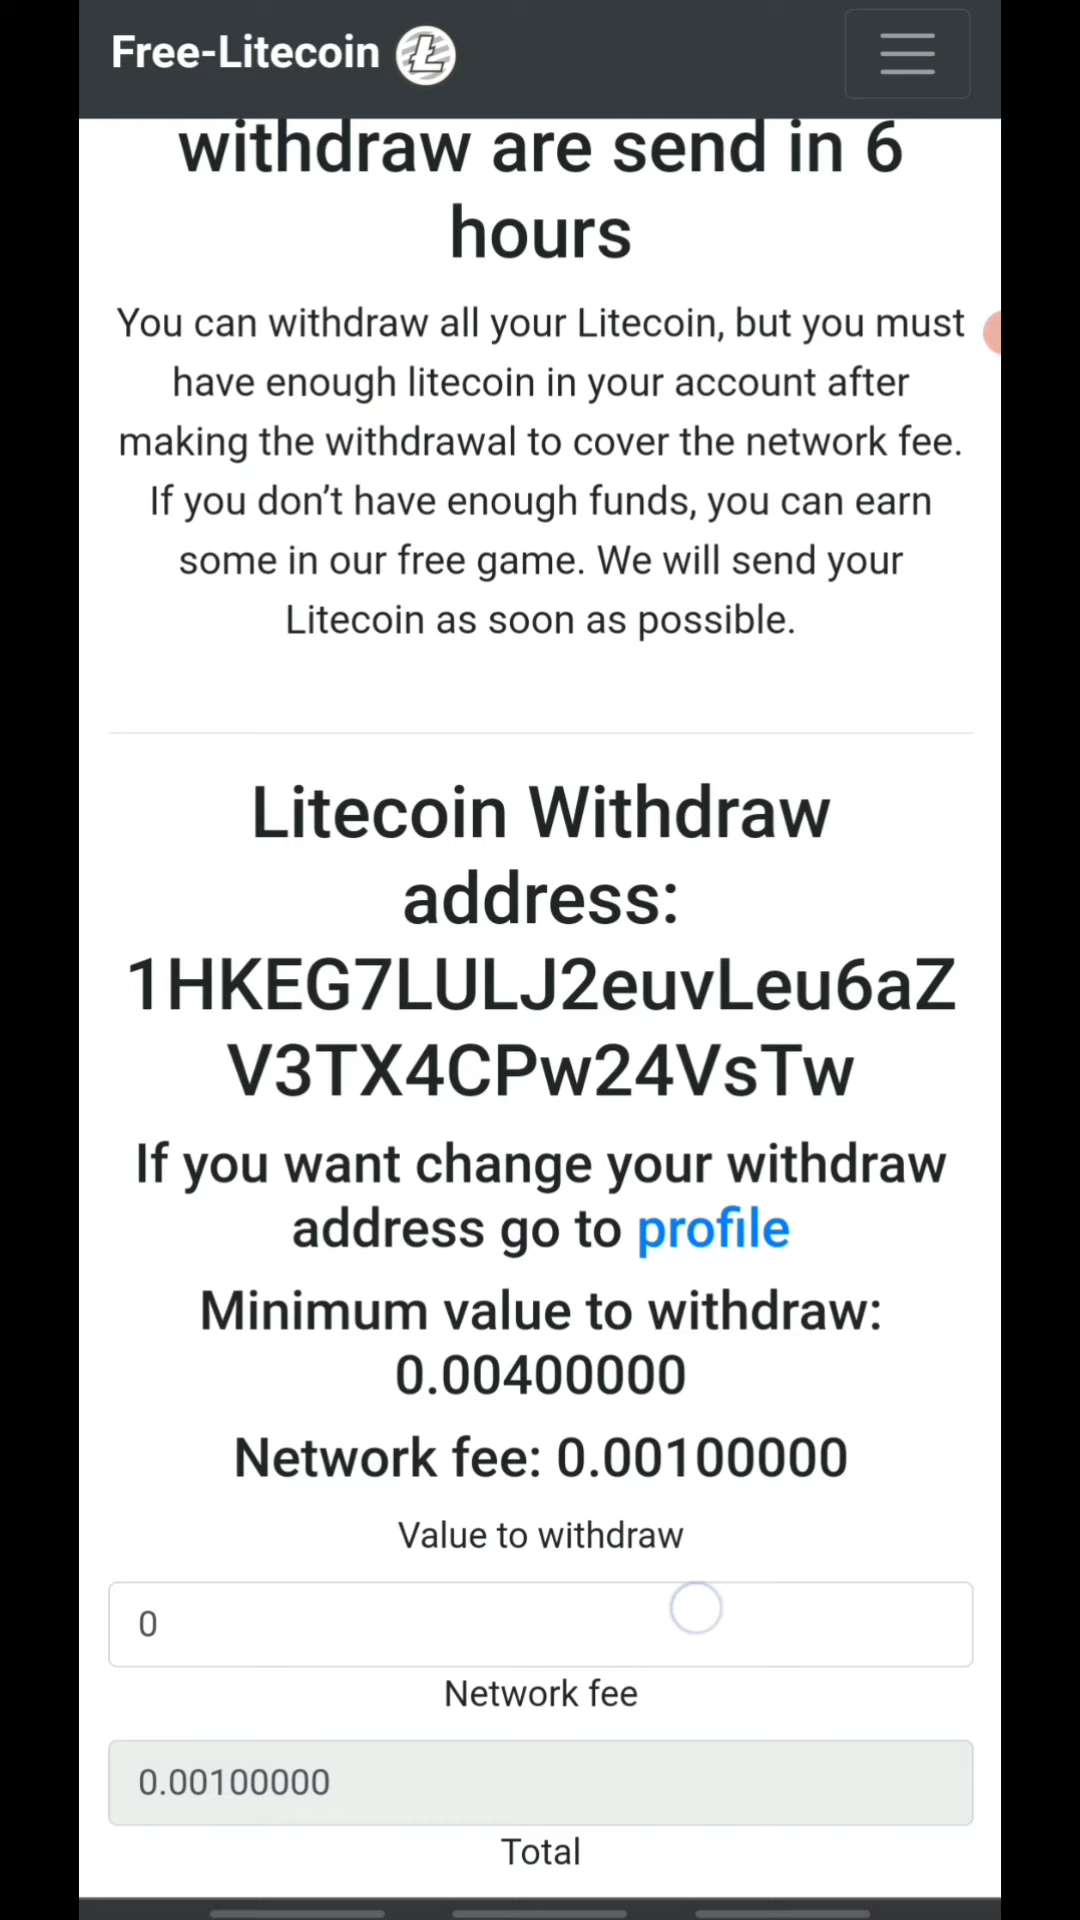 Free-Litecoin
withdraw are send in 6
hours
You can withdraw all your Litecoin, but you must
have enough litecoin in your account after
making the withdrawal to cover the network fee.
If you don’t have enough funds, you can earn
some in our free game. We will send your
Litecoin as soon as possible.
Litecoin Withdraw
address:
1HKEG7LULJ2euvLeu6aZ
V3TX4CPw24VsTw
If you want change your withdraw
address go to profile
Minimum value to withdraw:
0.00400000
Network fee: 0.00100000
Value to withdraw
0
Network fee
0.00100000
Total